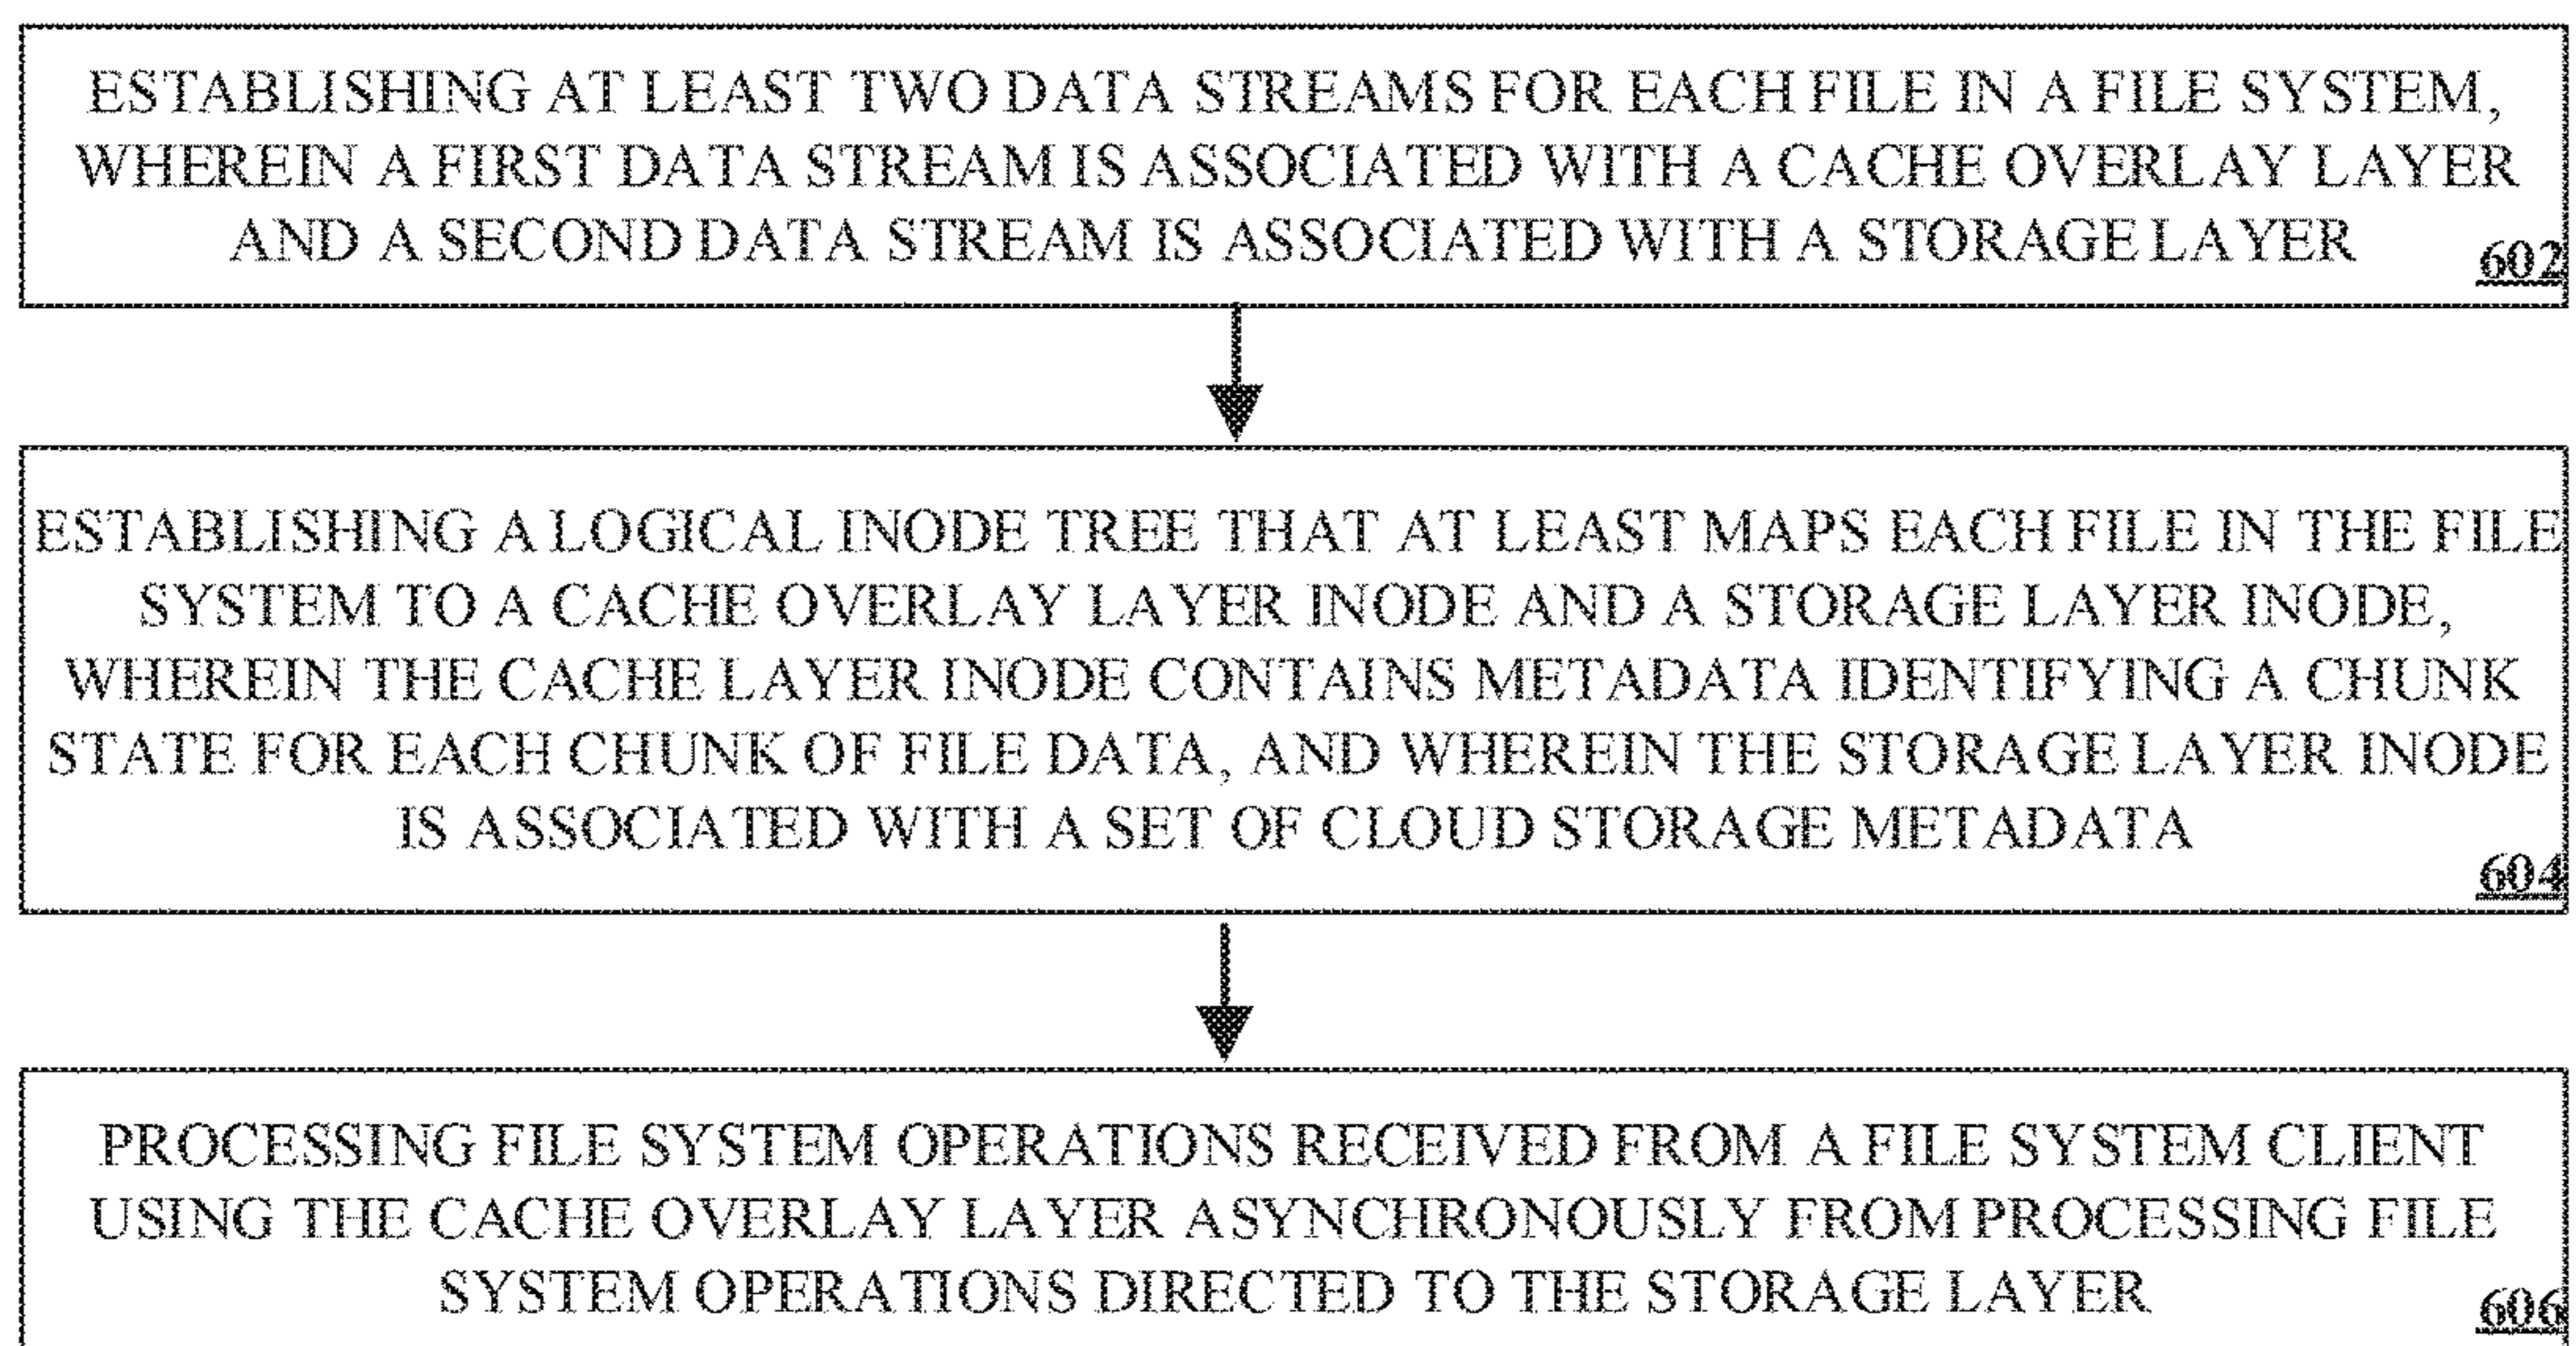 ESTABLISHING AT LEAST TWO DATA STREAMS FOR EACH FILE IN A FILE SYSTEM,
WHEREIN A FIRST DATA STREAM IS ASSOCIATED WITH A CACHE OVERLAY LAYER
AND A SECOND DATA STREAM IS ASSOCIATED WITH A STORAGE LAYER
602
ESTABLISHING A LOGICAL INODE TREE THAT AT LEAST MAPS EACH FILE IN THE FILE
SYSTEM TO A CACHE OVERLAY LAYER INODE AND A STORAGE LAYER INODE,
WHEREIN THE CACHE LAYER INODE CONTAINS METADATA IDENTIFYING A CHUNK
STATE FOR EACH CHUNK OF FILE DATA, AND WHEREIN THE STORAGE LAYER INODE
IS ASSOCIATED WITH A SET OF CLOUD STORAGE METADATA
604
PROCESSING FILE SYSTEM OPERATIONS RECEIVED FROM A FILE SYSTEM CLIENT
USING THE CACHE OVERLAY LAYER ASYNCHRONOUSLY FROM PROCESSING FILE
SYSTEM OPERATIONS DIRECTED TO THE STORAGE LAYER
606